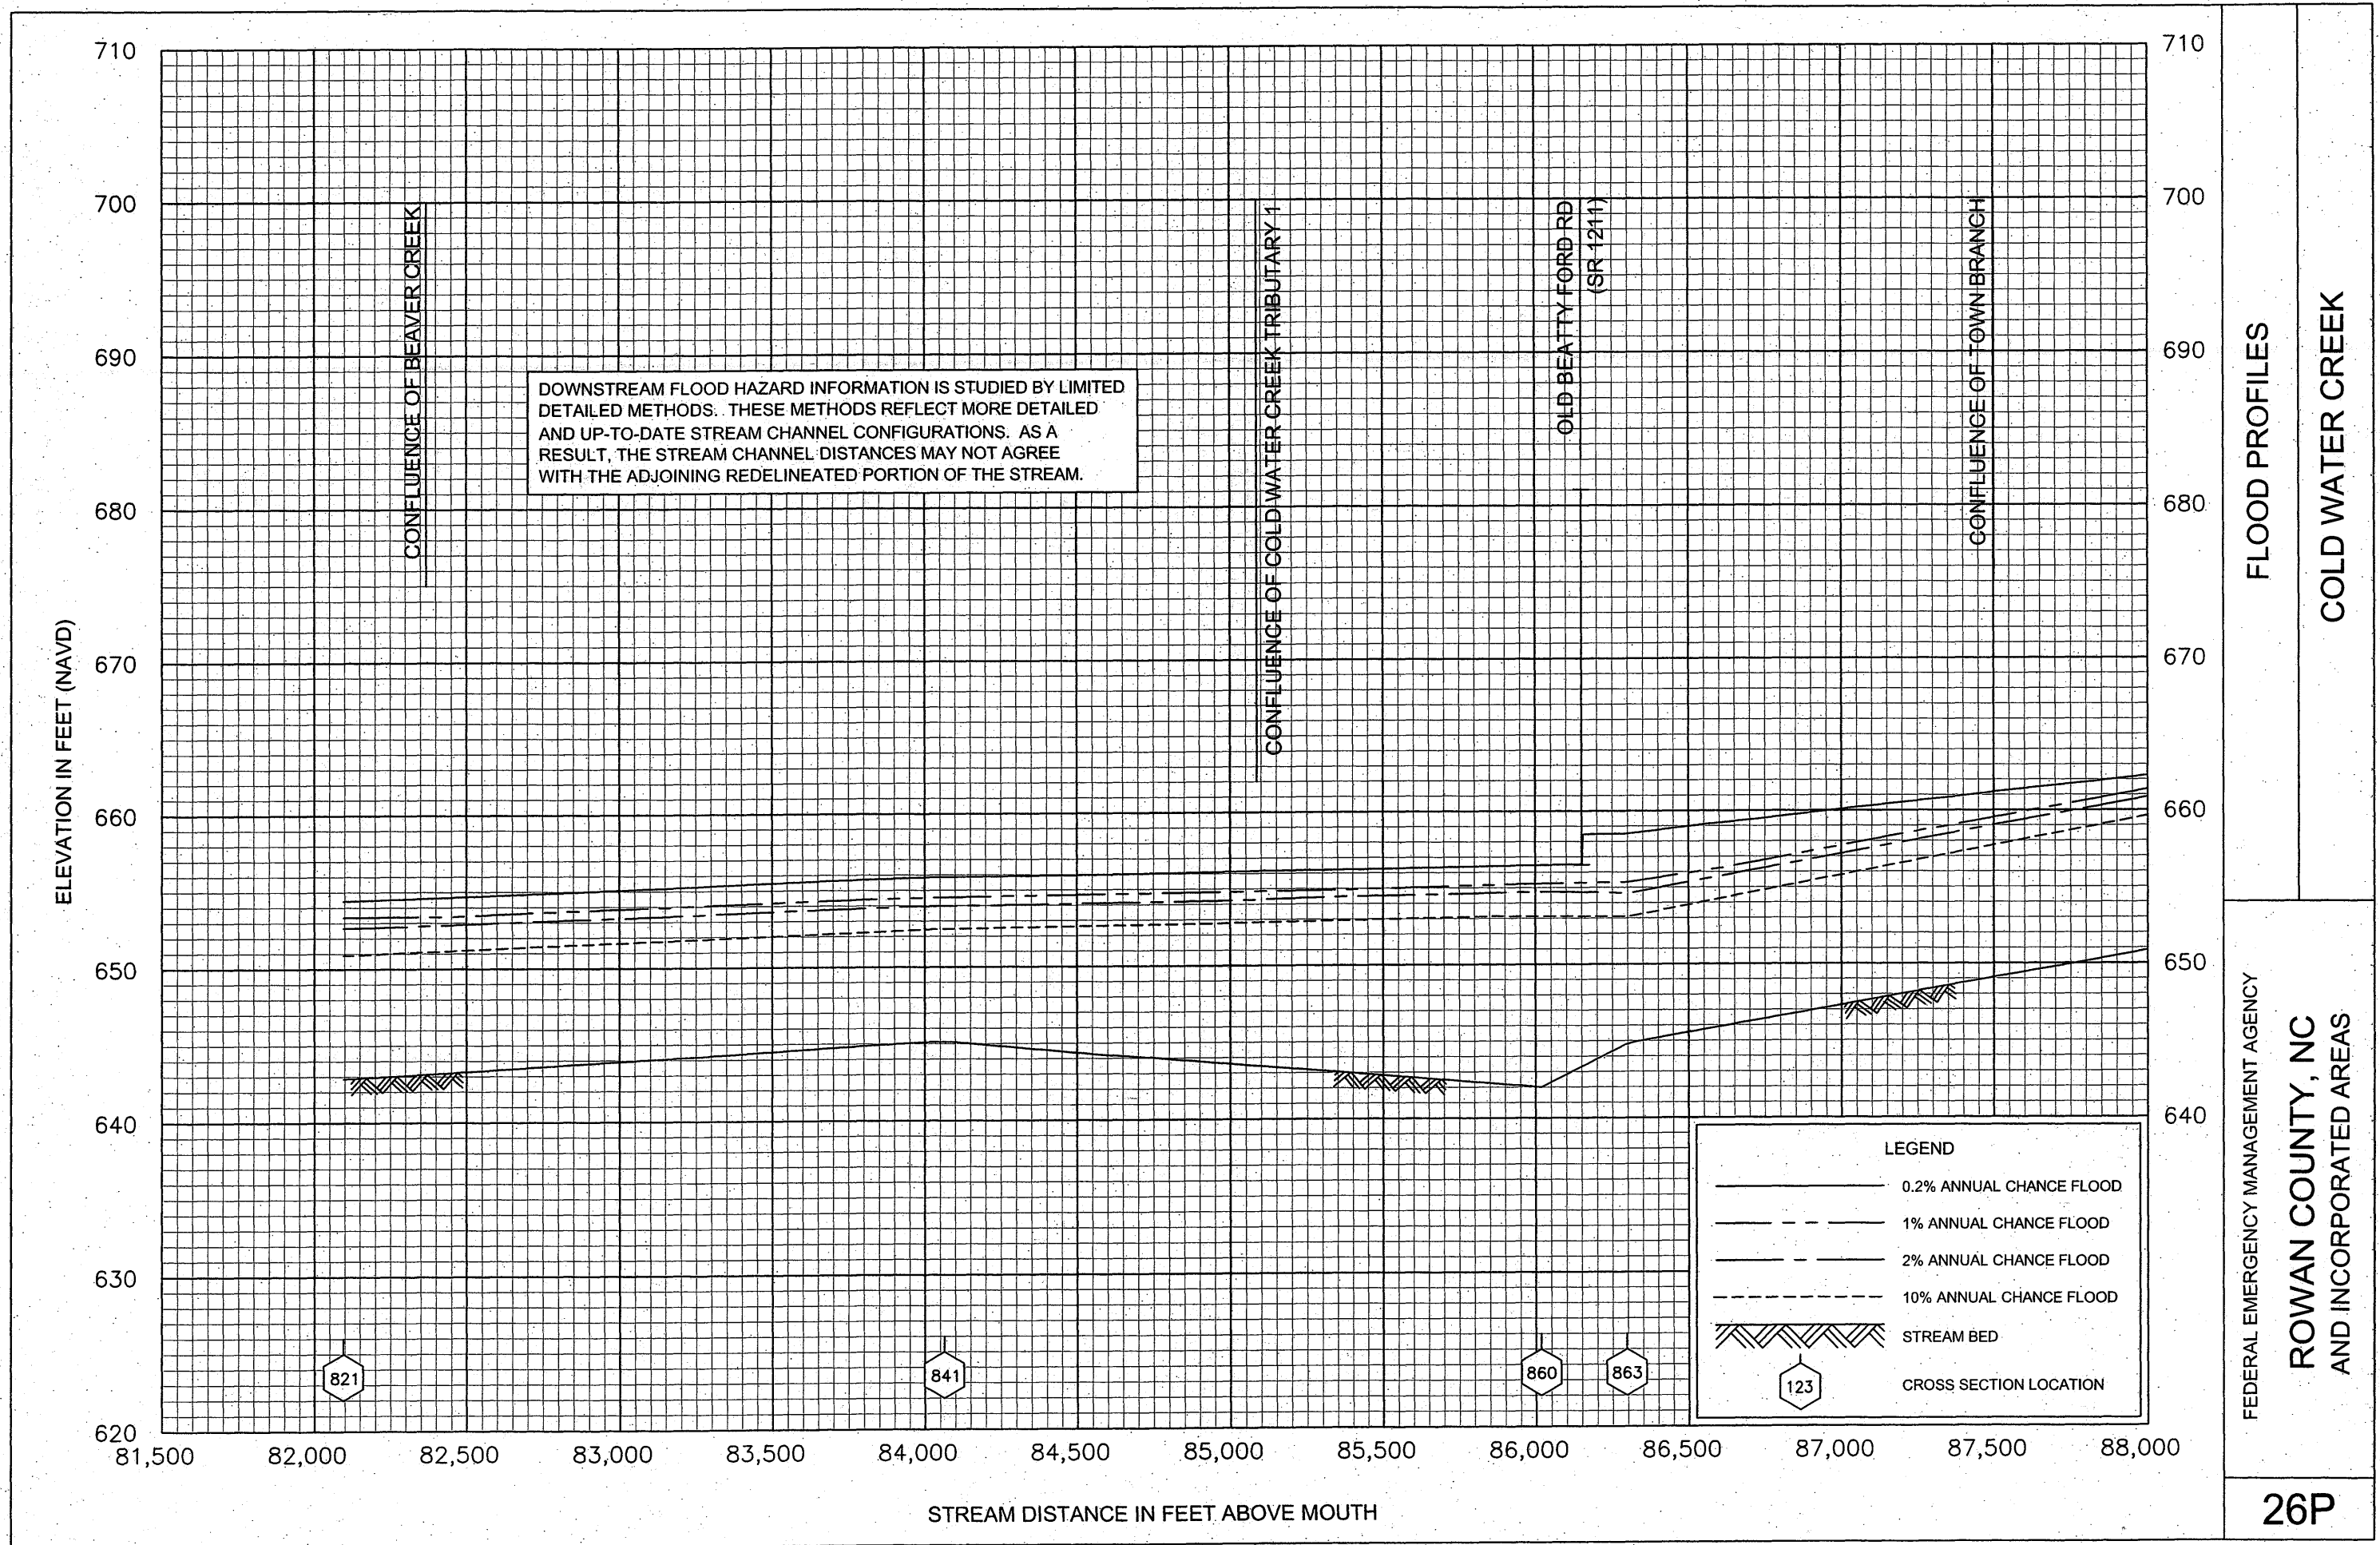 710
700
690
680
670
660
650
640
630
620
ELEVATION IN FEET (NAVD)
CONFLUENCE OF BEAVER CREEK
DOWNSTREAM FLOOD HAZARD INFORMATION IS STUDIED BY LIMITED
DETAILED METHODS. THESE METHODS REFLECT MORE DETAILED
AND UP-TO-DATE STREAM CHANNEL CONFIGURATIONS. AS A
RESULT, THE STREAM CHANNEL DISTANCES MAY NOT AGREE
WITH THE ADJOINING REDELINEATED PORTION OF THE STREAM.
CONFLUENCE OF COLD WATER CREEK TRIBUTARY 1
OLD BEATTY FORD RD
(SR 1211)
CONFLUENCE OF TOWN BRANCH
710
700
690
680
670
660
650
640
LEGEND
0.2% ANNUAL CHANCE FLOOD
1% ANNUAL CHANCE FLOOD
2% ANNUAL CHANCE FLOOD
10% ANNUAL CHANCE FLOOD
STREAM BED
123 CROSS SECTION LOCATION
821
841
860
863
81,500 82,000 82,500 83,000 83,500 84,000 84,500 85,000 85,500 86,000 86,500 87,000 87,500 88,000
STREAM DISTANCE IN FEET ABOVE MOUTH
FLOOD PROFILES
COLD WATER CREEK
FEDERAL EMERGENCY MANAGEMENT AGENCY
ROWAN COUNTY, NC
AND INCORPORATED AREAS
26P